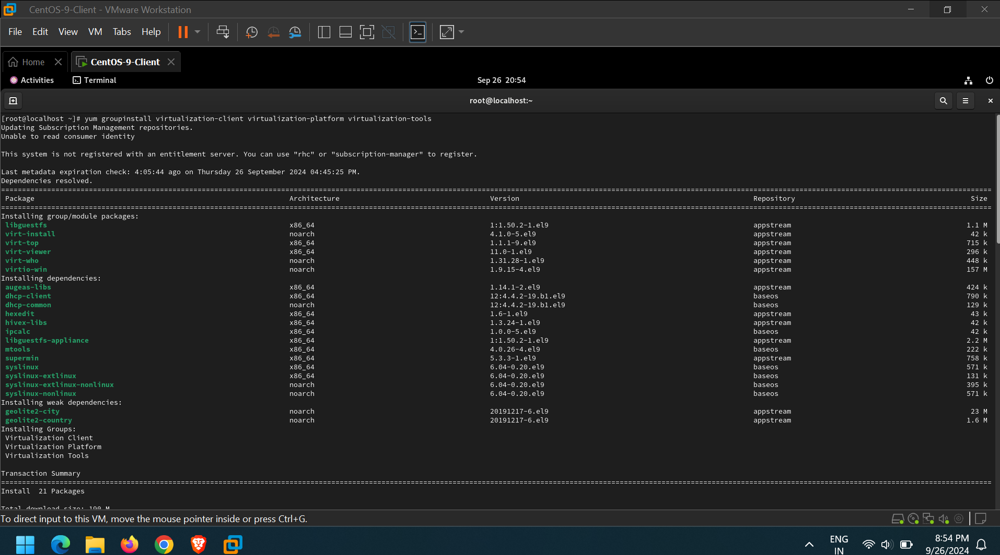 CentOS-9-Client - VMware Workstation
File Edit View VM Tabs Help
Home CentOS-9-Client
Activities Terminal Sep 26 20:54
root@localhost:~
[root@localhost ~]# yum groupinstall virtualization-client virtualization-platform virtualization-tools
Updating Subscription Management repositories.
Unable to read consumer identity
This system is not registered with an entitlement server. You can use "rhc" or "subscription-manager" to register.
Last metadata expiration check: 4:05:44 ago on Thursday 26 September 2024 04:45:25 PM.
Dependencies resolved.
Package Architecture Version Repository Size
Installing group/module packages:
libguestfs x86_64 1:1.50.2-1.el9 appstream 1.1 M
virt-install noarch 4.1.0-5.el9 appstream 42 k
virt-top x86_64 1.1.1-9.el9 appstream 715 k
virt-viewer x86_64 11.0-1.el9 appstream 296 k
virt-who noarch 1.31.28-1.el9 appstream 448 k
virtio-win noarch 1.9.15-4.el9 appstream 157 M
Installing dependencies:
augeas-libs x86_64 1.14.1-2.el9 appstream 424 k
dhcp-client x86_64 12:4.4.2-19.b1.el9 baseos 790 k
dhcp-common noarch 12:4.4.2-19.b1.el9 baseos 129 k
hexedit x86_64 1.6-1.el9 appstream 43 k
hivex-libs x86_64 1.3.24-1.el9 appstream 42 k
ipcalc x86_64 1.0.0-5.el9 baseos 42 k
libguestfs-appliance x86_64 1:1.50.2-1.el9 appstream 2.2 M
mtools x86_64 4.0.26-4.el9 baseos 222 k
supermin x86_64 5.3.3-1.el9 appstream 758 k
syslinux x86_64 6.04-0.20.el9 baseos 571 k
syslinux-extlinux x86_64 6.04-0.20.el9 baseos 131 k
syslinux-extlinux-nonlinux noarch 6.04-0.20.el9 baseos 395 k
syslinux-nonlinux noarch 6.04-0.20.el9 baseos 571 k
Installing weak dependencies:
geolite2-city noarch 20191217-6.el9 appstream 23 M
geolite2-country noarch 20191217-6.el9 appstream 1.6 M
Installing Groups:
Virtualization Client
Virtualization Platform
Virtualization Tools
Transaction Summary
Install 21 Packages
Total download size: 190 M
To direct input to this VM, move the mouse pointer inside or press Ctrl+G.
ENG 8:54 PM
IN 9/26/2024